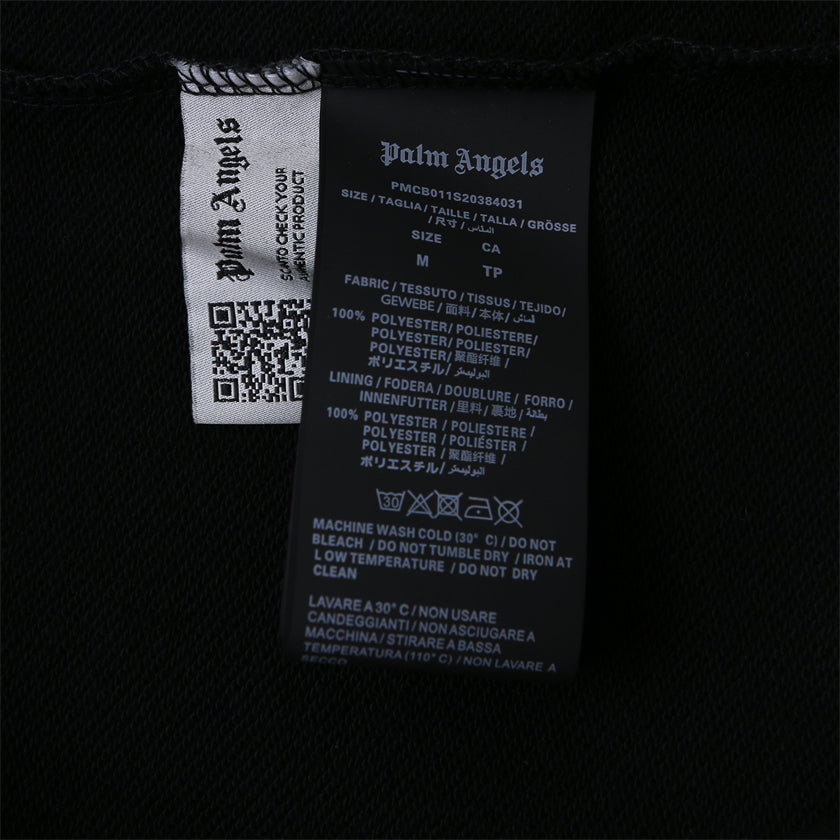 Palm Angels
SCAN TO CHECK YOUR
AUTHENTIC PRODUCT
Palm Angels
PMCB011S20384031
SIZE / TAGLIA / TAILLE / TALLA / GRÖSSE
/ 尺寸 / المقاس
SIZE CA
M TP
FABRIC / TESSUTO / TISSUS / TEJIDO/
GEWEBE / 面料 / 本体 / قماش
100% POLYESTER/ POLIESTERE/
POLYESTER/ POLIESTER/
POLYESTER/ 聚酯纤维 /
ポリエステル/ البوليستر
LINING / FODERA / DOUBLURE / FORRO /
INNENFUTTER / 里料 / 裏地 / بطانة
100% POLYESTER / POLIESTERE /
POLYESTER / POLIÉSTER /
POLYESTER / 聚酯纤维 /
ポリエステル/ البوليستر
30
MACHINE WASH COLD (30° C) / DO NOT
BLEACH / DO NOT TUMBLE DRY / IRON AT
LOW TEMPERATURE / DO NOT DRY
CLEAN
LAVARE A 30° C / NON USARE
CANDEGGIANTI / NON ASCIUGARE A
MACCHINA / STIRARE A BASSA
TEMPERATURA (110° C) / NON LAVARE A
SECCO